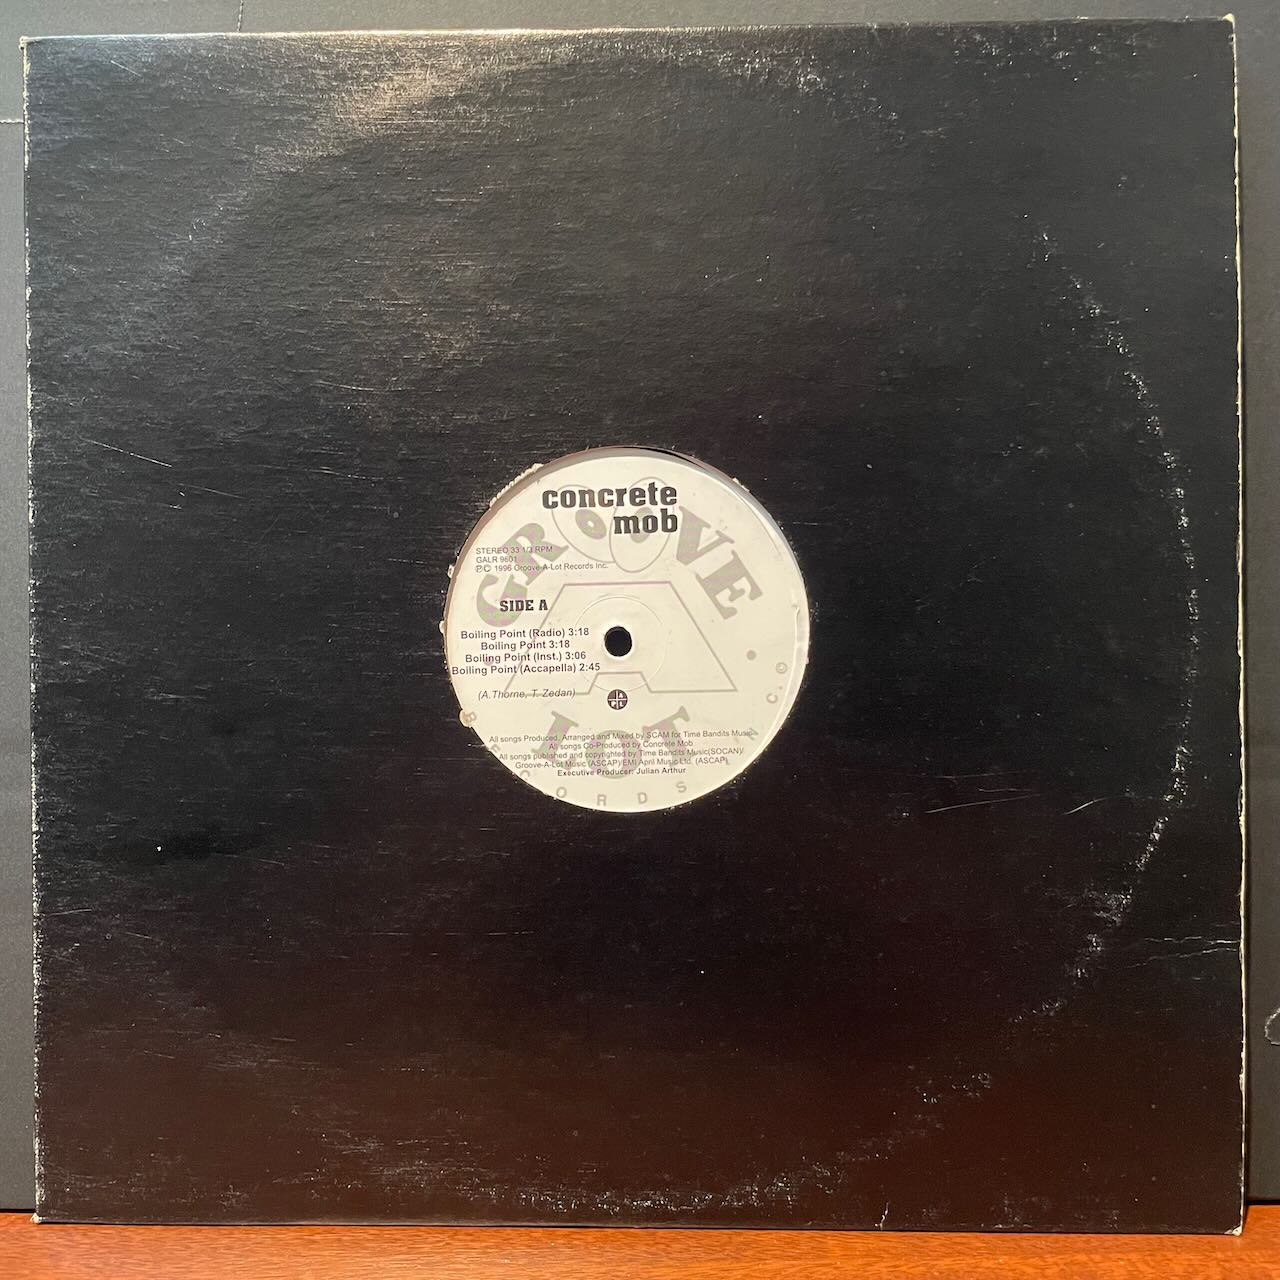 concrete
mob
GROOVE
STEREO 33 1/3 RPM
GALR 9601
℗© 1996 Groove-A-Lot Records Inc.
SIDE A
Boiling Point (Radio) 3:18
Boiling Point 3:18
Boiling Point (Inst.) 3:06
Boiling Point (Accapella) 2:45
A
(A.Thorne, T. Zedan)
LOT
All songs Produced, Arranged and Mixed by SCAM for Time Bandits Music
All songs Co-Produced by Concrete Mob
All songs published and copyrighted by Time Bandits Music(SOCAN)/
Groove-A-Lot Music (ASCAP)/EMI April Music Ltd. (ASCAP)
Executive Producer: Julian Arthur
RECORDS INC. ©